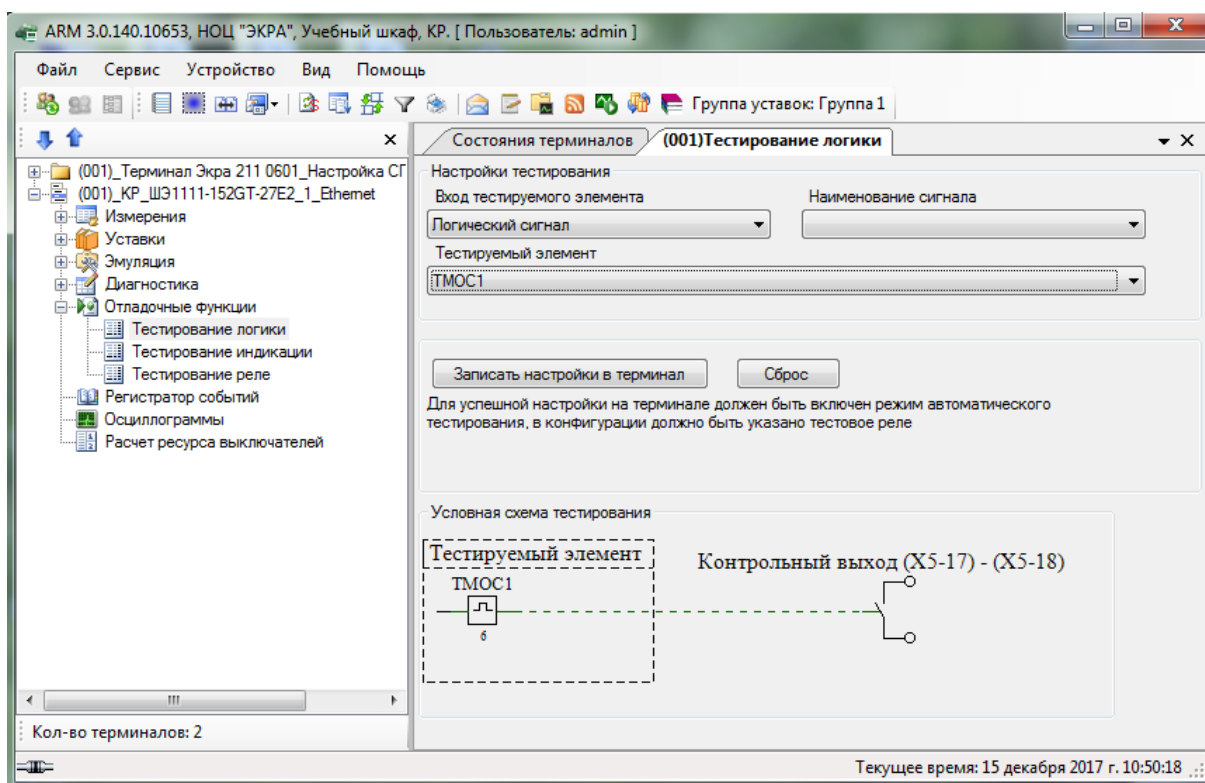 ARM 3.0.140.10653, НОЦ "ЭКРА", Учебный шкаф, КР. [ Пользователь: admin ]
Файл Сервис Устройство Вид Помощь
Группа уставок: Группа 1
(001)_Терминал Экра 211 0601_Настройка СГ
(001)_КР_ШЭ1111-152GT-27E2_1_Ethernet
Измерения
Уставки
Эмуляция
Диагностика
Отладочные функции
Тестирование логики
Тестирование индикации
Тестирование реле
Регистратор событий
Осциллограммы
Расчет ресурса выключателей
Кол-во терминалов: 2
Состояния терминалов (001)Тестирование логики
Настройки тестирования
Вход тестируемого элемента Наименование сигнала
Логический сигнал
Тестируемый элемент
ТМОС1
Записать настройки в терминал Сброс
Для успешной настройки на терминале должен быть включен режим автоматического
тестирования, в конфигурации должно быть указано тестовое реле
Условная схема тестирования
Тестируемый элемент
Контрольный выход (X5-17) - (X5-18)
ТМОС1
6
Текущее время: 15 декабря 2017 г. 10:50:18